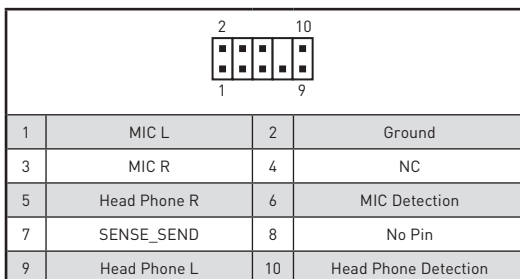 2 10
1 9
1 MIC L 2 Ground
3 MIC R 4 NC
5 Head Phone R 6 MIC Detection
7 SENSE_SEND 8 No Pin
9 Head Phone L 10 Head Phone Detection